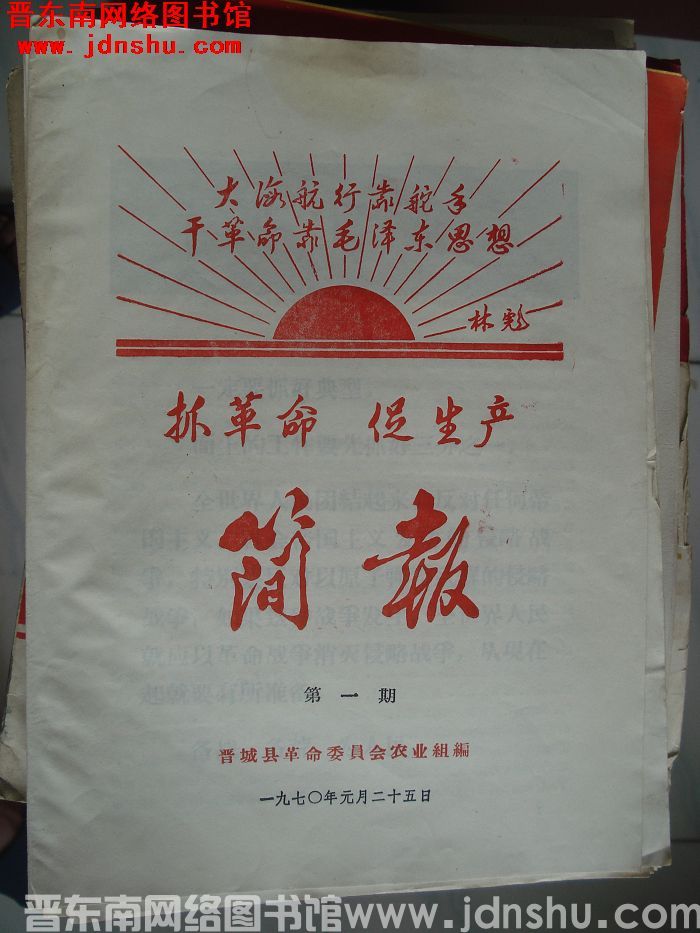 晋东南网络图书馆
www.jdnshu.com
大海航行靠舵手
干革命靠毛泽东思想
林彪
抓革命 促生产
简报
第一期
晋城县革命委員会农业組編
一九七〇年元月二十五日
晋东南网络图书馆www.jdnshu.com